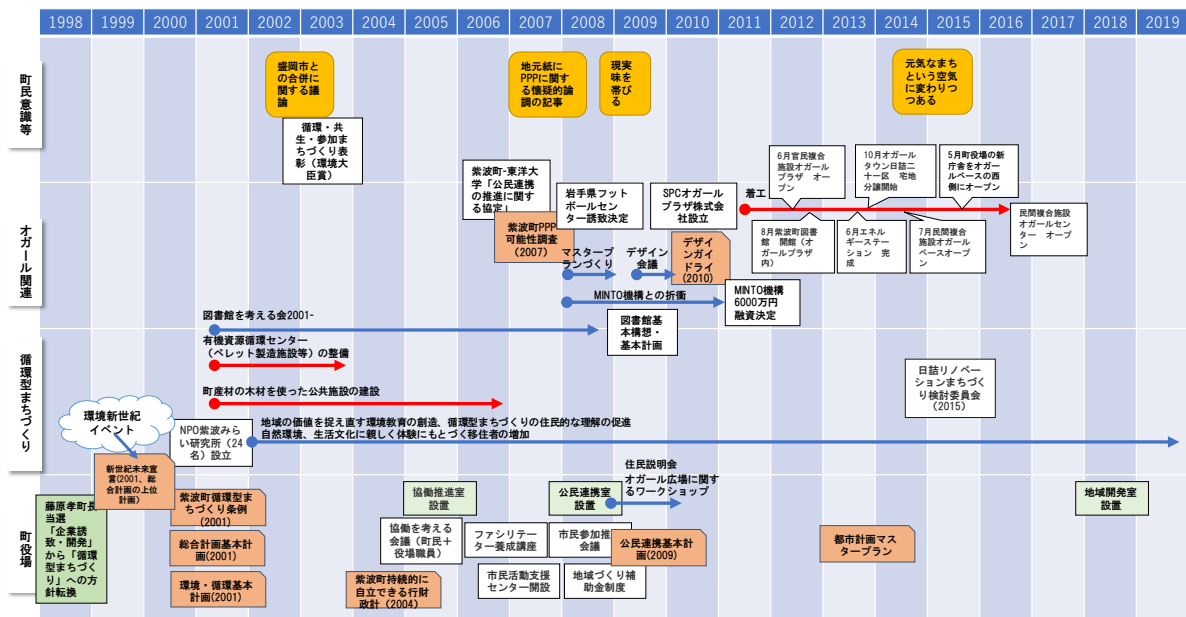 1998 1999 2000 2001 2002 2003 2004 2005 2006 2007 2008 2009 2010 2011 2012 2013 2014 2015 2016 2017 2018 2019
町民意識等
盛岡市と
の合併に
関する議
論
地元紙に
PPPに関す
る懐疑的論
調の記事
現実
味を
帯び
る
元気なまち
という空気
に変わりつ
つある
循環・共
生・参加ま
ちづくり表
彰（環境大
臣賞）
オガール関連
紫波町-東洋大
学「公民連携
の推進に関す
る協定」
岩手県フット
ボールセン
ター誘致決定
SPCオガール
プラザ株式会
社設立
着工
6月官民複合
施設オガール
プラザ　オー
プン
10月オガール
タウン日詰二
十一区　宅地
分譲開始
5月町役場の新
庁舎をオガー
ルベースの西
側にオープン
紫波町PPP
可能性調査
(2007)
マスタープ
ランづくり
デザイン
会議
デザ
インガ
イドライ
(2010)
8月紫波町図書
館　開館（オ
ガールプラザ
内）
6月エネル
ギーステー
ション　完
成
7月民間複合
施設オガール
ベースオープ
ン
民間複合施設
オガールセン
ター　オープ
ン
MINTO機構との折衝
MINTO機構
6000万円
融資決定
循環型まちづくり
図書館を考える会2001-
図書館基
本構想・
基本計画
有機資源循環センター
（ペレット製造施設等）の整備
町産材の木材を使った公共施設の建設
日詰リノベー
ションまちづく
り検討委員会
(2015)
環境新世紀
イベント
NPO紫波みら
い研究所（24
名）設立
地域の価値を捉え直す環境教育の創造、循環型まちづくりの住民的な理解の促進
自然環境、生活文化に親しく体験にもとづく移住者の増加
町役場
新世紀未来宣
言(2001、総
合計画の上位
計画)
住民説明会
オガール広場に関す
るワークショップ
藤原孝町長
当選
「企業誘
致・開発」
から「循環
型まちづく
り」への方
針転換
紫波町循環型ま
ちづくり条例
(2001)
協働推進室
設置
公民連携室
設置
地域開発室
設置
総合計画基本計
画(2001)
協働を考える
会議（町民＋
役場職員）
ファシリテー
ター養成講座
市民参加推進
会議
公民連携基本計
画(2009)
都市計画マス
タープラン
環境・循環基本
計画(2001)
紫波町持続的に
自立できる行財
政計（2004）
市民活動支援
センター開設
地域づくり補
助金制度